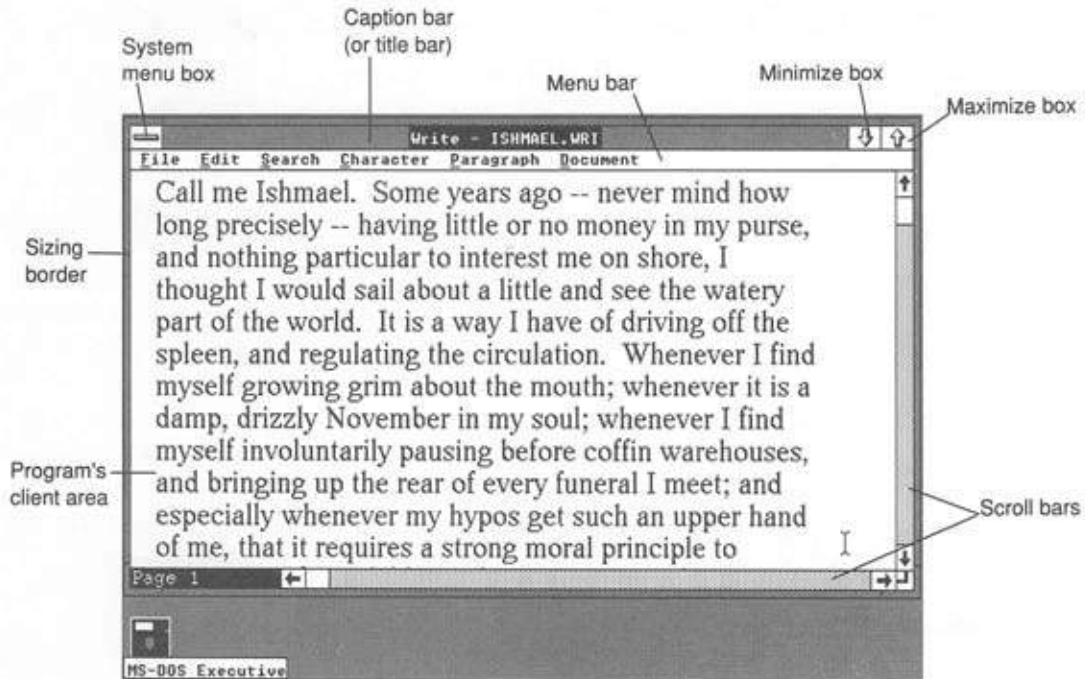 Caption bar
(or title bar)
System
menu box
Menu bar
Minimize box
Maximize box
Write - ISHMAEL.WRI
File Edit Search Character Paragraph Document
Call me Ishmael. Some years ago -- never mind how
long precisely -- having little or no money in my purse,
and nothing particular to interest me on shore, I
thought I would sail about a little and see the watery
part of the world. It is a way I have of driving off the
spleen, and regulating the circulation. Whenever I find
myself growing grim about the mouth; whenever it is a
damp, drizzly November in my soul; whenever I find
myself involuntarily pausing before coffin warehouses,
and bringing up the rear of every funeral I meet; and
especially whenever my hypos get such an upper hand
of me, that it requires a strong moral principle to
Sizing
border
Program's
client area
Scroll bars
Page 1
MS-DOS Executive